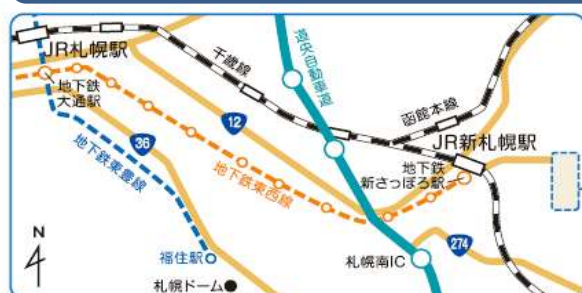 JR札幌駅
地下鉄
大通駅
千歳線
道央自動車道
函館本線
12
36
JR新札幌駅
地下鉄
新さっぽろ駅
地下鉄東西線
地下鉄東豊線
N
福住駅
札幌南IC
274
札幌ドーム